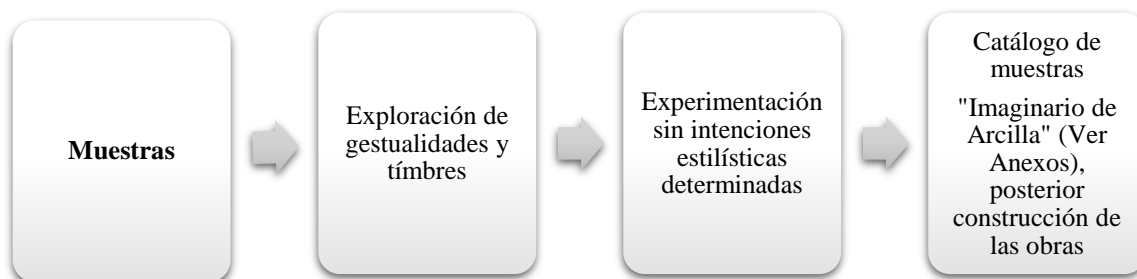 Muestras
Exploración de
gestualidades y
tímbres
Experimentación
sin intenciones
estilísticas
determinadas
Catálogo de
muestras
"Imaginario de
Arcilla" (Ver
Anexos),
posterior
construcción de
las obras